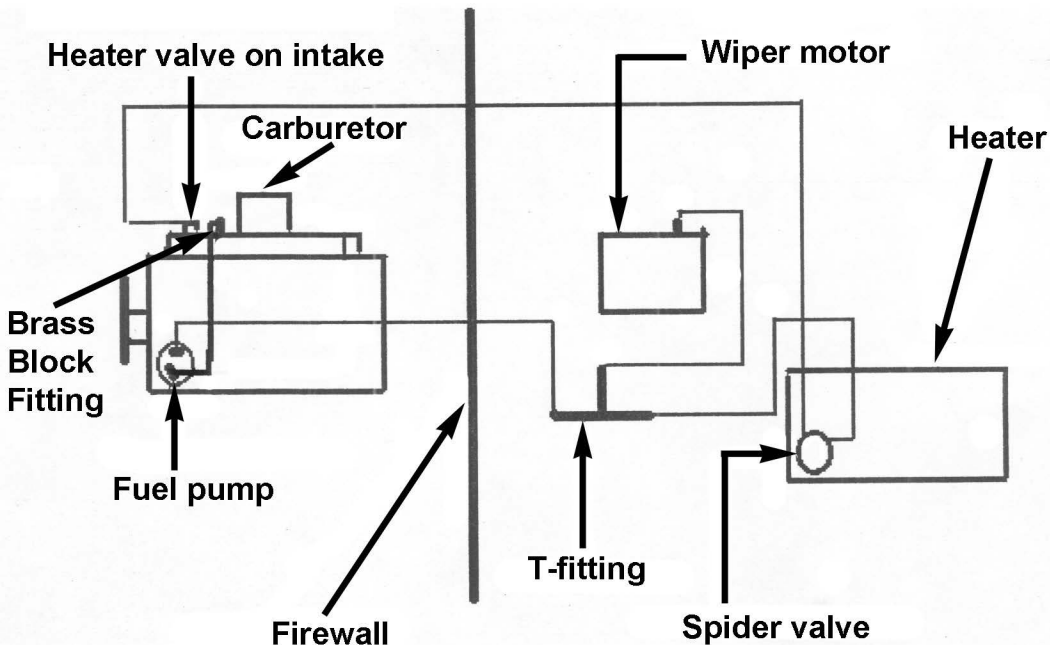 Heater valve on intake
Wiper motor
Carburetor
Heater
Brass
Block
Fitting
Fuel pump
T-fitting
Firewall
Spider valve